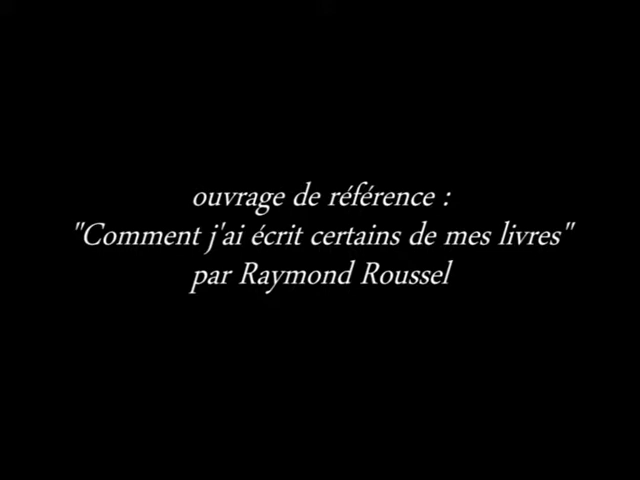 ouvrage de référence :
"Comment j'ai écrit certains de mes livres"
par Raymond Roussel